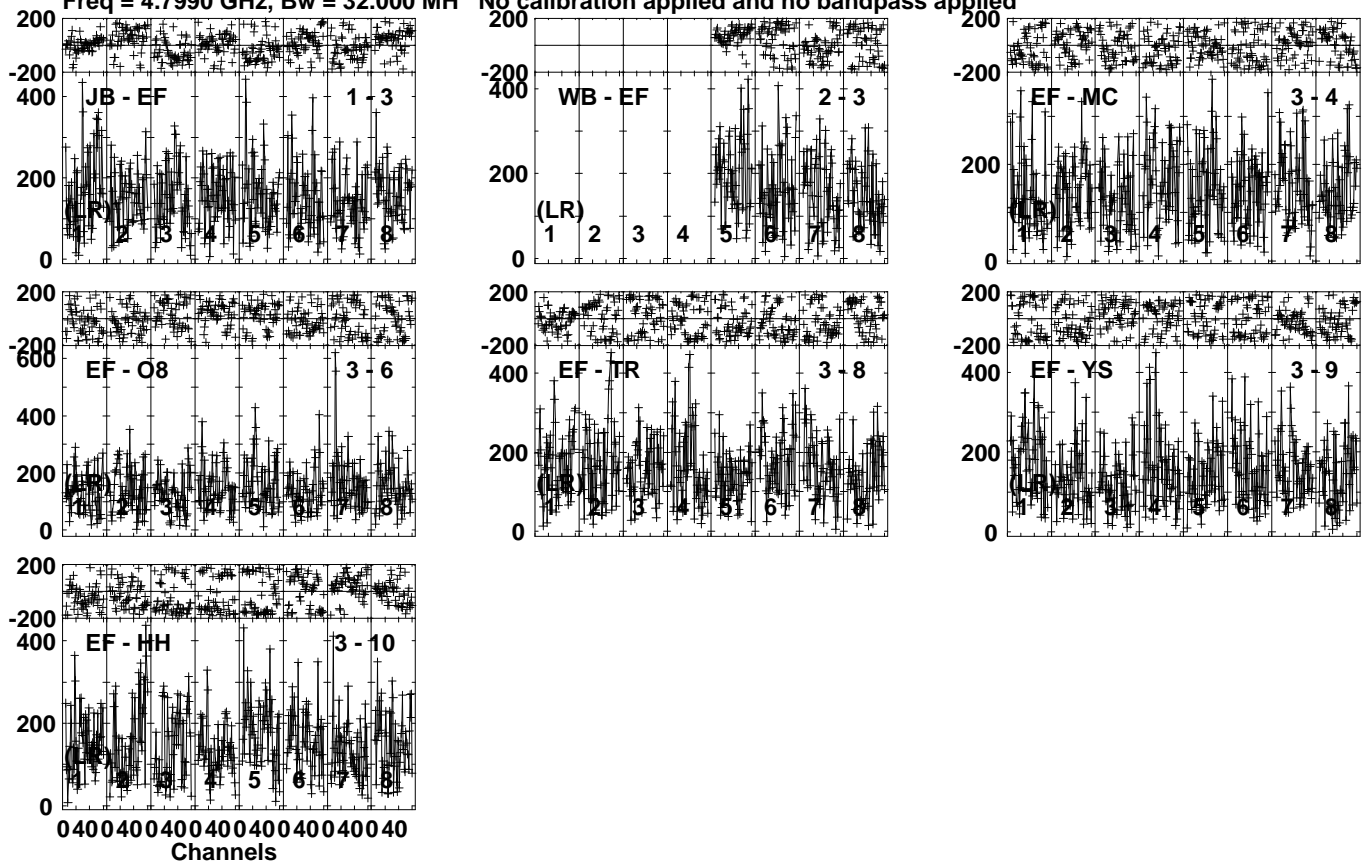 Freq = 4.7990 GHz, Bw = 32.000 MH   No calibration applied and no bandpass applied
200
-200
400
200
0
JB - EF 1 - 3
(LR)
1 2 3 4 5 6 7 8
200
-200
400
200
0
WB - EF 2 - 3
(LR)
1 2 3 4 5 6 7 8
200
-200
400
200
0
EF - MC 3 - 4
(LR)
1 2 3 4 5 6 7 8
200
-200
600
400
200
0
EF - O8 3 - 6
(LR)
1 2 3 4 5 6 7 8
200
-200
400
200
0
EF - TR 3 - 8
(LR)
1 2 3 4 5 6 7 8
200
-200
400
200
0
EF - YS 3 - 9
(LR)
1 2 3 4 5 6 7 8
200
-200
400
200
0
EF - HH 3 - 10
(LR)
1 2 3 4 5 6 7 8
0 40 0 40 0 40 0 40 0 40 0 40 0 40 0 40
Channels